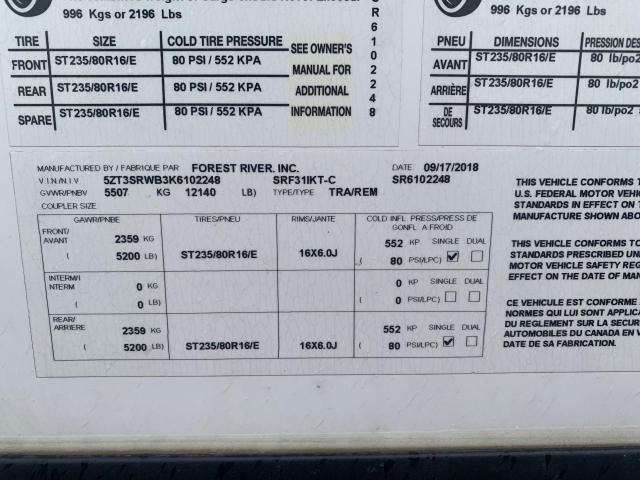 996 Kgs or 2196 Lbs
TIRE SIZE COLD TIRE PRESSURE SEE OWNER'S MANUAL FOR ADDITIONAL INFORMATION
FRONT ST235/80R16/E 80 PSI / 552 KPA
REAR ST235/80R16/E 80 PSI / 552 KPA
SPARE ST235/80R16/E 80 PSI / 552 KPA
SR6102248
996 Kgs or 2196 Lbs
PNEU DIMENSIONS PRESSION DES
AVANT ST235/80R16/E 80 lb/po2
ARRIÈRE ST235/80R16/E 80 lb/po2
DE SECOURS ST235/80R16/E 80 lb/po2
MANUFACTURED BY / FABRIQUE PAR FOREST RIVER, INC. DATE 09/17/2018
V.I.N./N.I.V 5ZT3SRWB3K6102248 SRF31IKT-C SR6102248
GVWR/PNBV 5507 KG 12140 LB) TYPE/TYPE TRA/REM
COUPLER SIZE
GAWR/PNBE TIRES/PNEU RIMS/JANTE COLD INFL. PRESS/PRESS DE GONFL. A FROID
FRONT/ AVANT 2359 KG 552 KP SINGLE DUAL
( 5200 LB) ST235/80R16/E 16X6.0J ( 80 PSI/LPC)
INTERM/I NTERM 0 KG 0 KP SINGLE DUAL
( 0 LB) ( 0 PSI/LPC)
REAR/ ARRIERE 2359 KG 552 KP SINGLE DUAL
( 5200 LB) ST235/80R16/E 16X6.0J ( 80 PSI/LPC)
THIS VEHICLE CONFORMS
U.S. FEDERAL MOTOR VEHIC
STANDARDS IN EFFECT ON
MANUFACTURE SHOWN ABO
THIS VEHICLE CONFORMS TO
STANDARDS PRESCRIBED UN
MOTOR VEHICLE SAFETY REG
EFFECT ON THE DATE OF MAN
CE VEHICULE EST CONFORME
NORMES QUI LUI SONT APPLICA
DU REGLEMENT SUR LA SECUR
AUTOMOBILES DU CANADA EN V
DATE DE SA FABRICATION.